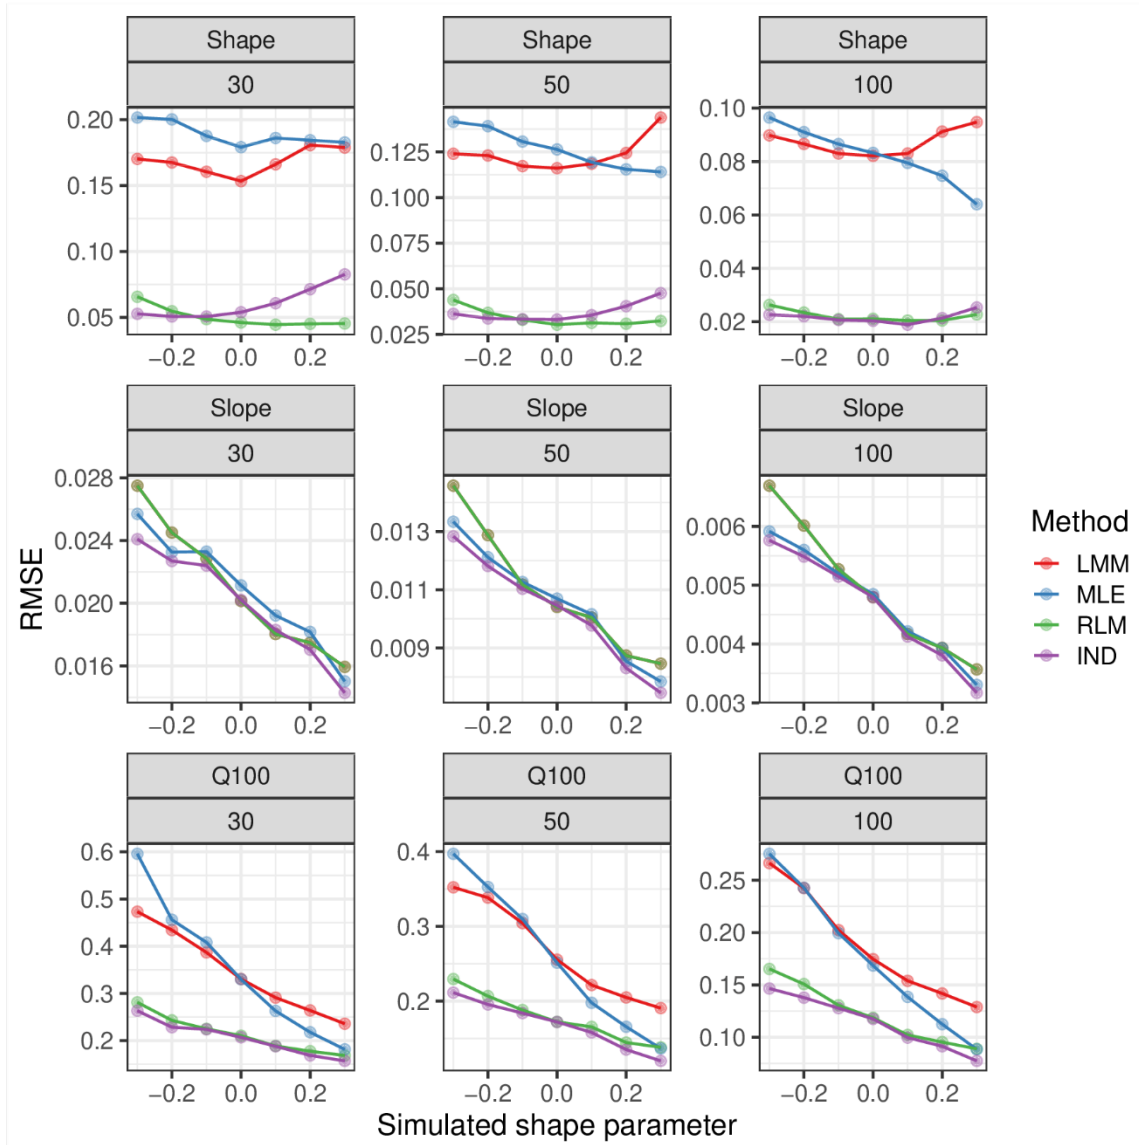 Shape Shape Shape
30 50 100
0.20
0.15
0.10
0.05
0.125
0.100
0.075
0.050
0.025
0.10
0.08
0.06
0.04
0.02
−0.2 0.0 0.2 −0.2 0.0 0.2 −0.2 0.0 0.2
Slope Slope Slope
30 50 100
0.028
0.024
0.020
0.016
0.013
0.011
0.009
0.006
0.005
0.004
0.003
−0.2 0.0 0.2 −0.2 0.0 0.2 −0.2 0.0 0.2
RMSE
Method
LMM
MLE
RLM
IND
Q100 Q100 Q100
30 50 100
0.6
0.5
0.4
0.3
0.2
0.4
0.3
0.2
0.25
0.20
0.15
0.10
−0.2 0.0 0.2 −0.2 0.0 0.2 −0.2 0.0 0.2
Simulated shape parameter